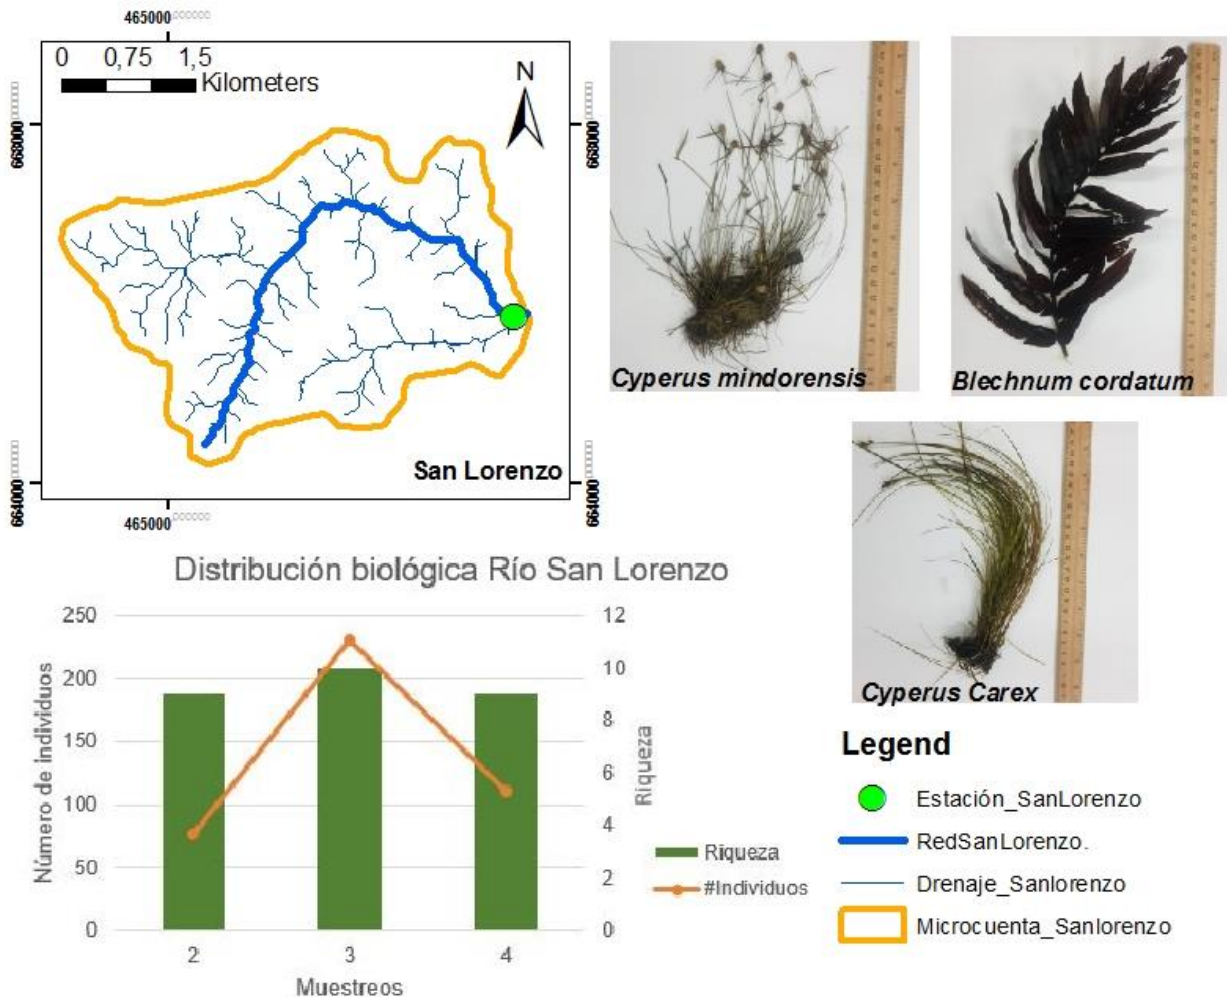 465000
0 0,75 1,5
Kilometers
N
668000
668000
664000
664000
San Lorenzo
465000
Cyperus mindorensis
Blechnum cordatum
Cyperus Carex
Distribución biológica Río San Lorenzo
250
200
150
100
50
0
Número de individuos
12
10
8
6
4
2
0
Riqueza
2 3 4
Muestreos
Riqueza
#Individuos
Legend
Estación_SanLorenzo
RedSanLorenzo.
Drenaje_Sanlorenzo
Microcuenta_Sanlorenzo